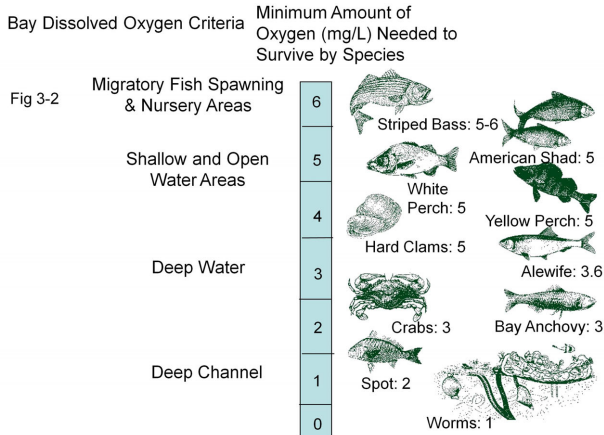 Bay Dissolved Oxygen Criteria
Minimum Amount of
Oxygen (mg/L) Needed to
Survive by Species
Fig 3-2
Migratory Fish Spawning
& Nursery Areas
6
Striped Bass: 5-6
American Shad: 5
Shallow and Open
Water Areas
5
White
Perch: 5
Yellow Perch: 5
4
Hard Clams: 5
Alewife: 3.6
Deep Water
3
Crabs: 3
Bay Anchovy: 3
2
Deep Channel
1
Spot: 2
Worms: 1
0